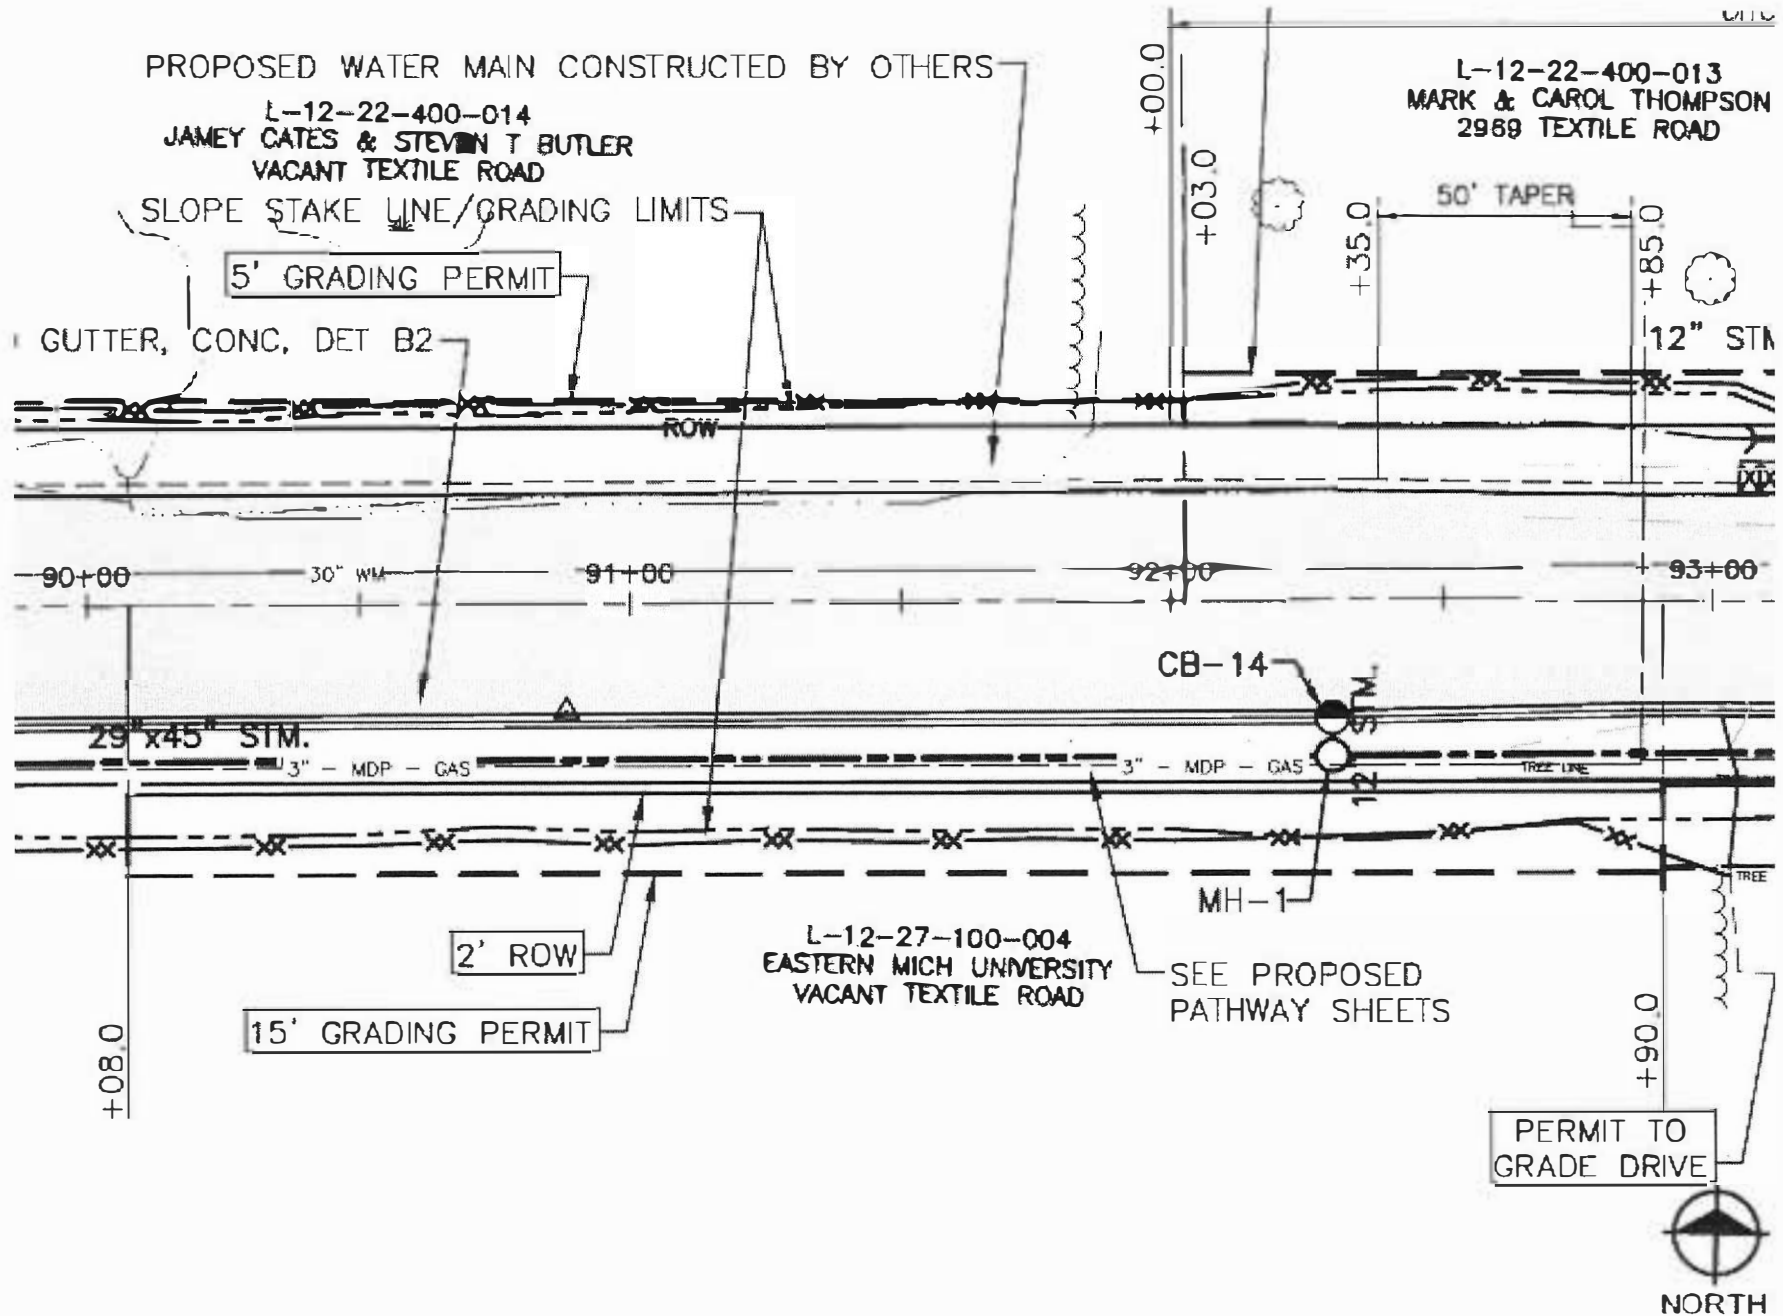 PROPOSED WATER MAIN CONSTRUCTED BY OTHERS
L-12-22-400-014
JAMEY CATES & STEVEN T BUTLER
VACANT TEXTILE ROAD
SLOPE STAKE LINE/GRADING LIMITS
5' GRADING PERMIT
GUTTER, CONC, DET B2
+00.0
+03.0
L-12-22-400-013
MARK & CAROL THOMPSON
2969 TEXTILE ROAD
50' TAPER
+35.0
+85.0
12" STM
ROW
90+00
30" WM
91+00
92+00
93+00
CB-14
12" STM.
29"x45" STM.
3" - MDP - GAS
3" - MDP - GAS
TREE LINE
TREE
MH-1
2' ROW
15' GRADING PERMIT
L-12-27-100-004
EASTERN MICH UNIVERSITY
VACANT TEXTILE ROAD
SEE PROPOSED
PATHWAY SHEETS
+08.0
+90.0
PERMIT TO
GRADE DRIVE
NORTH